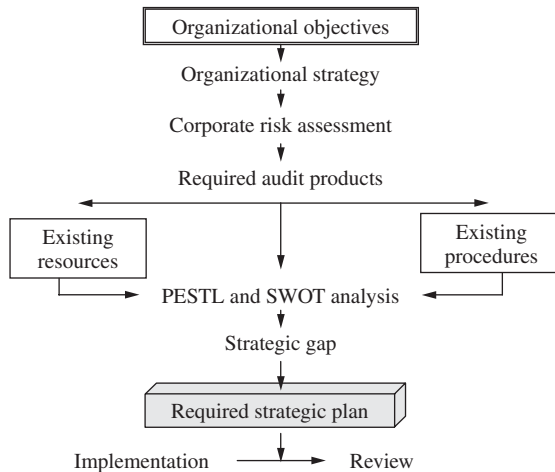 Organizational objectives
Organizational strategy
Corporate risk assessment
Required audit products
Existing
resources
Existing
procedures
PESTL and SWOT analysis
Strategic gap
Required strategic plan
Implementation
Review